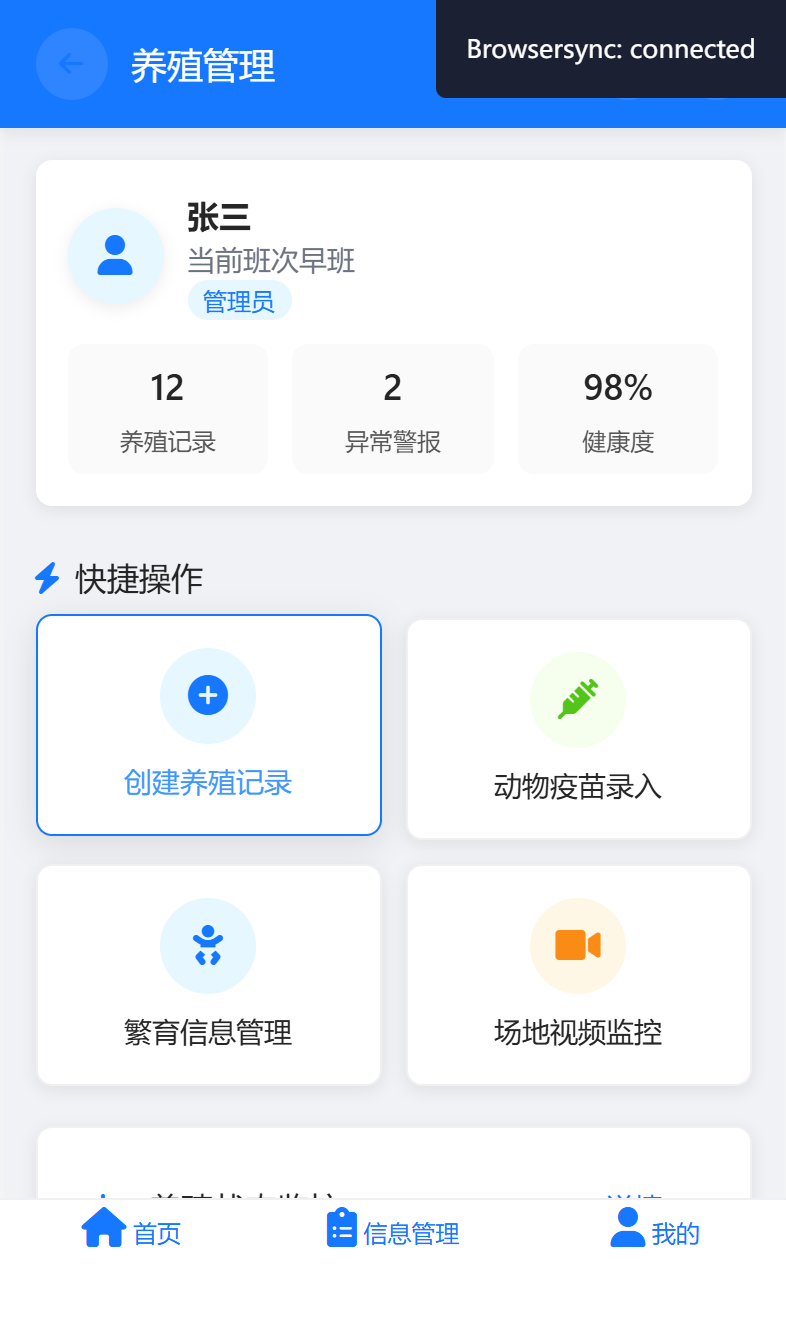 养殖管理
Browsersync: connected
张三
当前班次早班
管理员
12
2
98%
养殖记录
异常警报
健康度
快捷操作
创建养殖记录
动物疫苗录入
繁育信息管理
场地视频监控
首页
信息管理
我的